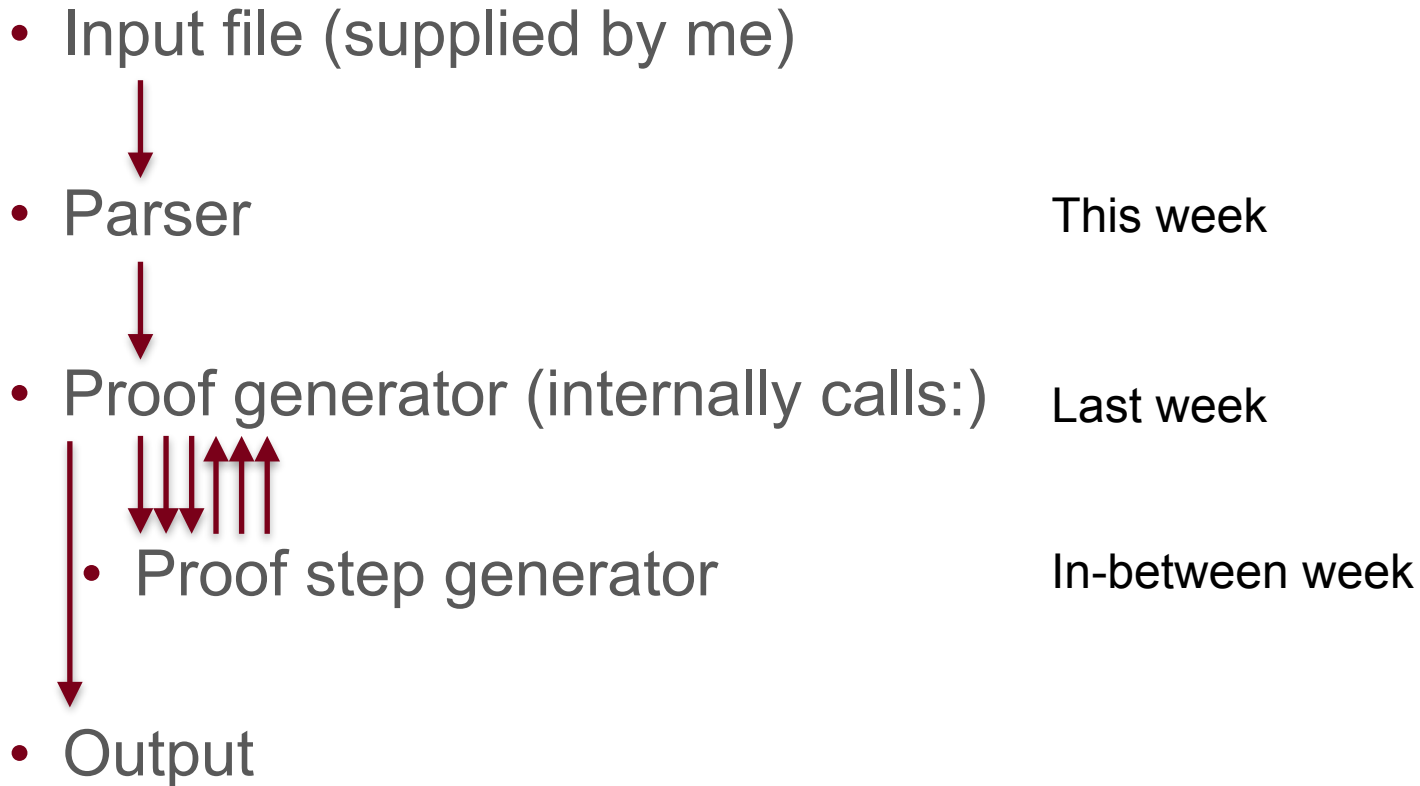 • Input file (supplied by me)
• Parser This week
• Proof generator (internally calls:) Last week
• Proof step generator In-between week
• Output